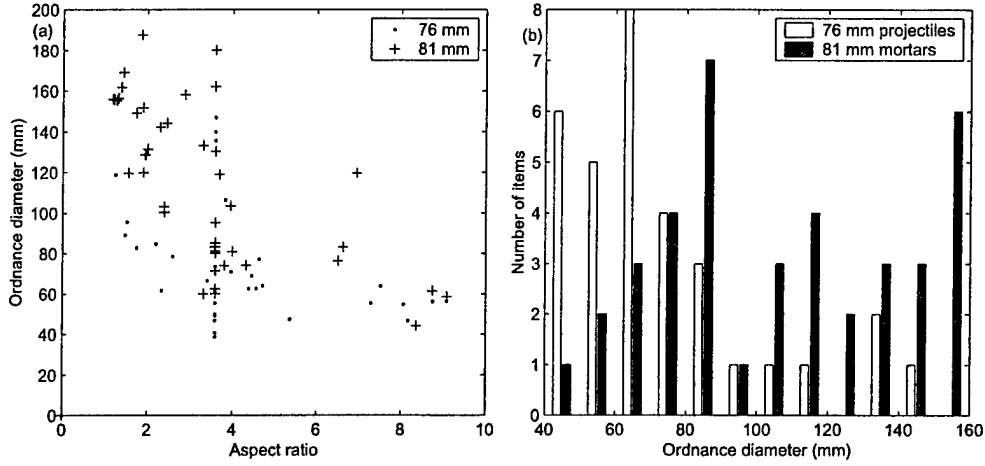 (a)
76 mm
81 mm
200
180
160
140
120
100
80
60
40
20
0
Ordnance diameter (mm)
0 2 4 6 8 10
Aspect ratio
(b)
76 mm projectiles
81 mm mortars
8
7
6
5
4
3
2
1
0
Number of items
40 60 80 100 120 140 160
Ordnance diameter (mm)